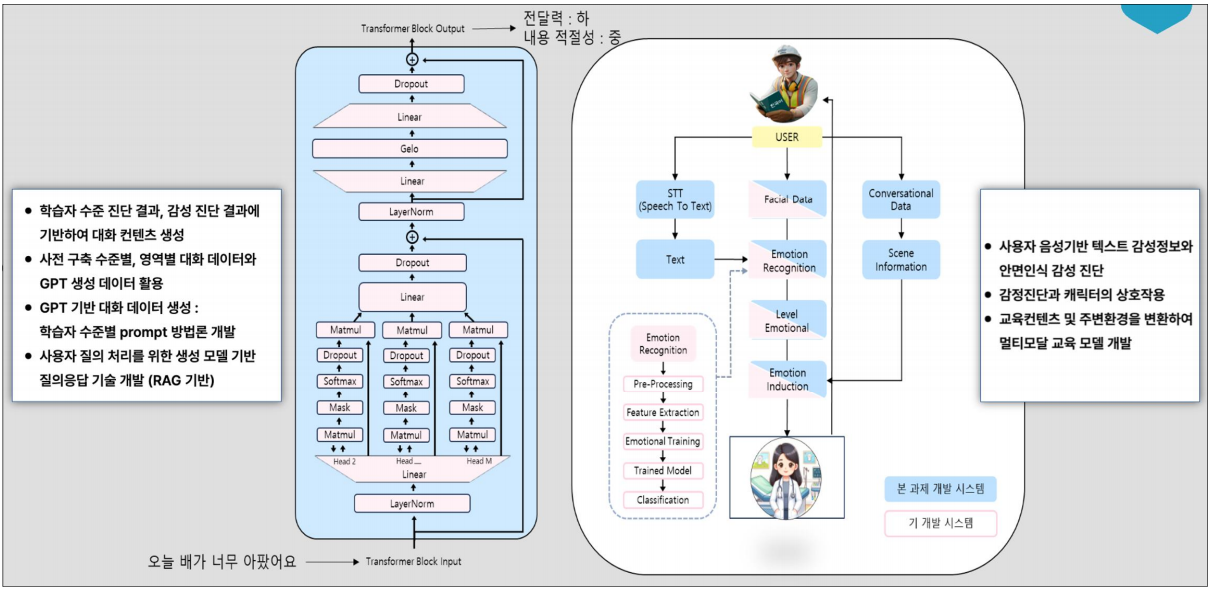 Transformer Block Output
전달력 : 하
내용 적절성 : 중
Dropout
Linear
Gelo
Linear
LayerNorm
Dropout
Linear
Matmul Matmul Matmul
Dropout Dropout Dropout
Softmax Softmax Softmax
Mask Mask Mask
Matmul Matmul Matmul
Head 2 Head __ Head M
Linear
LayerNorm
오늘 배가 너무 아팠어요
Transformer Block Input
● 학습자 수준 진단 결과, 감성 진단 결과에
기반하여 대화 컨텐츠 생성
● 사전 구축 수준별, 영역별 대화 데이터와
GPT 생성 데이터 활용
● GPT 기반 대화 데이터 생성 :
학습자 수준별 prompt 방법론 개발
● 사용자 질의 처리를 위한 생성 모델 기반
질의응답 기술 개발 (RAG 기반)
한국어
USER
STT
(Speech To Text)
Facial Data
Conversational
Data
Text
Emotion
Recognition
Scene
Information
Level
Emotional
Emotion
Induction
Emotion
Recognition
Pre-Processing
Feature Extraction
Emotional Training
Trained Model
Classification
본 과제 개발 시스템
기 개발 시스템
● 사용자 음성기반 텍스트 감성정보와
안면인식 감성 진단
● 감정진단과 캐릭터의 상호작용
● 교육컨텐츠 및 주변환경을 변환하여
멀티모달 교육 모델 개발